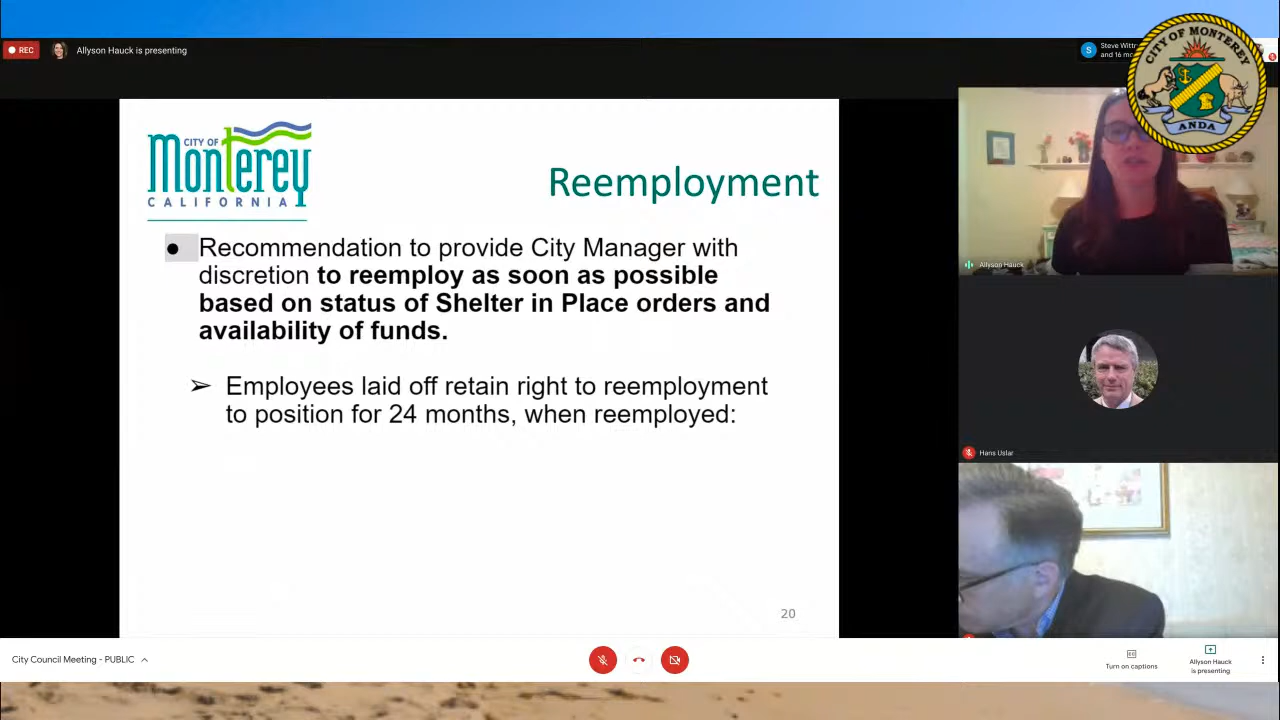 REC
Allyson Hauck is presenting
S
Steve Wittr
and 16 mo
CITY OF MONTEREY
ANDA
CITY OF
Monterey
CALIFORNIA
Reemployment
● Recommendation to provide City Manager with
discretion to reemploy as soon as possible
based on status of Shelter in Place orders and
availability of funds.
➢ Employees laid off retain right to reemployment
to position for 24 months, when reemployed:
20
Allyson Hauck
Hans Uslar
City Council Meeting - PUBLIC
Turn on captions
Allyson Hauck
is presenting